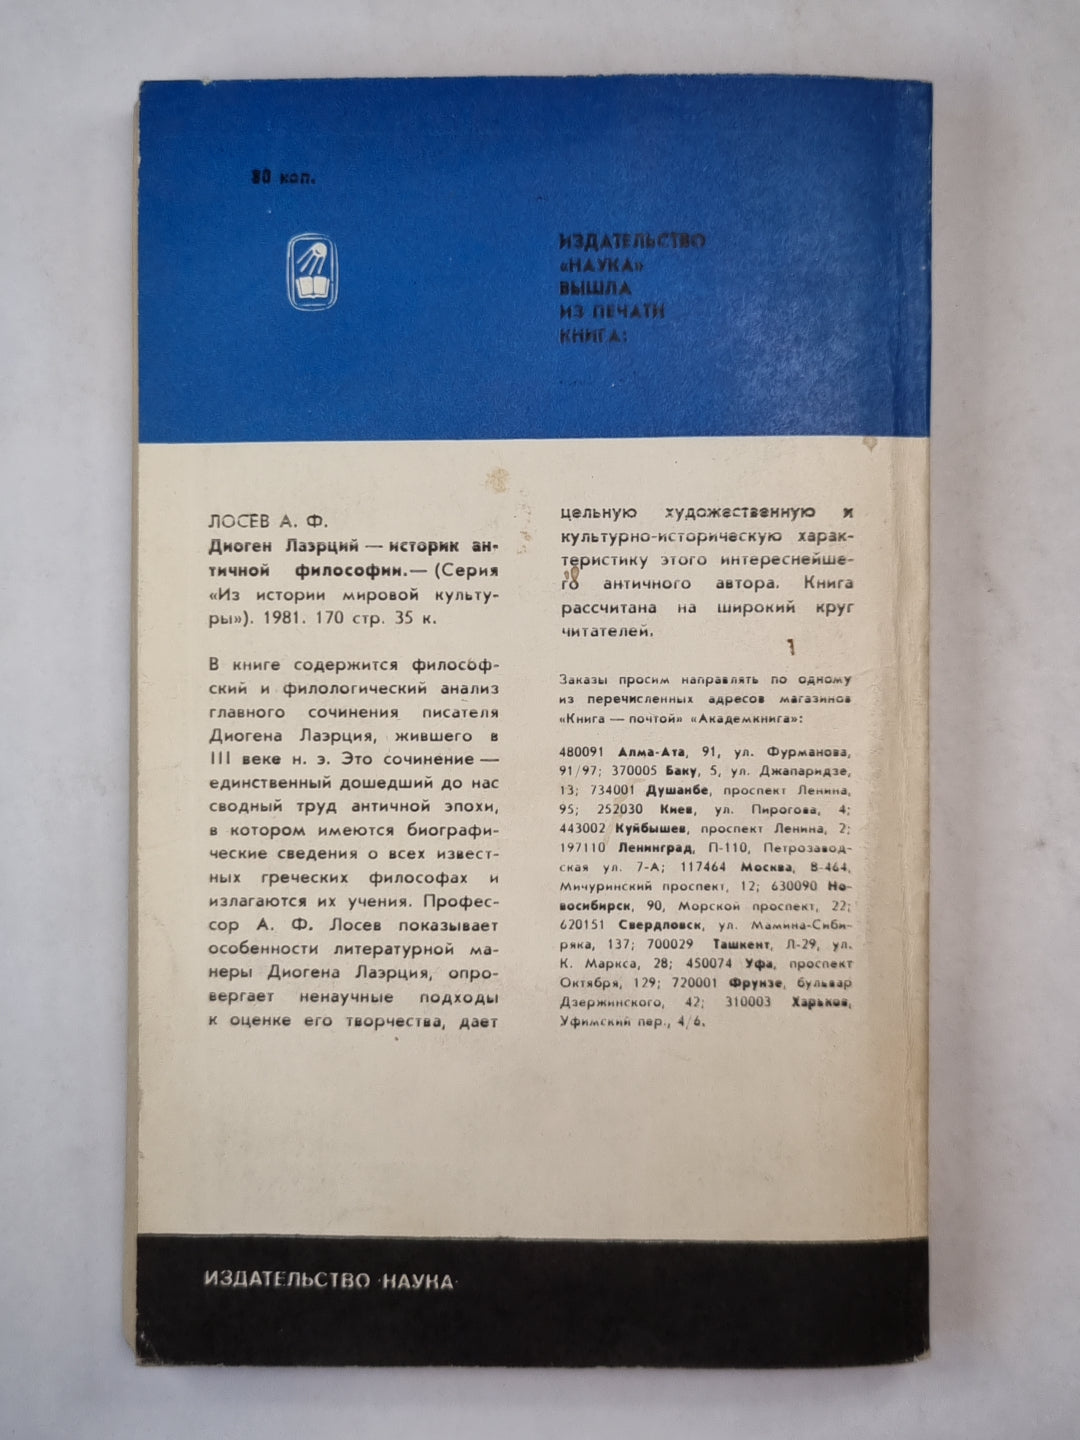 80 коп.
ИЗДАТЕЛЬСТВО
«НАУКА»
ВЫШЛА
ИЗ ПЕЧАТИ
КНИГА:
ЛОСЕВ А. Ф.
Диоген Лаэрций — историк ан-
тичной философии. — (Серия
«Из истории мировой культу-
ры»). 1981. 170 стр. 35 к.
В книге содержится философ-
ский и филологический анализ
главного сочинения писателя
Диогена Лаэрция, жившего в
III веке н. э. Это сочинение —
единственный дошедший до нас
сводный труд античной эпохи,
в котором имеются биографи-
ческие сведения о всех извест-
ных греческих философах и
излагаются их учения. Профес-
сор А. Ф. Лосев показывает
особенности литературной ма-
неры Диогена Лаэрция, опро-
вергает ненаучные подходы
к оценке его творчества, дает
цельную художественную и
культурно-историческую харак-
теристику этого интереснейше-
го античного автора. Книга
рассчитана на широкий круг
читателей.
Заказы просим направлять по одному
из перечисленных адресов магазинов
«Книга — почтой» «Академкнига»:
480091 Алма-Ата, 91, ул. Фурманова,
91/97; 370005 Баку, 5, ул. Джапаридзе,
13; 734001 Душанбе, проспект Ленина,
95; 252030 Киев, ул. Пирогова, 4;
443002 Куйбышев, проспект Ленина, 2;
197110 Ленинград, П-110, Петрозавод-
ская ул. 7-А; 117464 Москва, В-464,
Мичуринский проспект, 12; 630090 Но-
восибирск, 90, Морской проспект, 22;
620151 Свердловск, ул. Мамина-Сиби-
ряка, 137; 700029 Ташкент, Л-29, ул.
К. Маркса, 28; 450074 Уфа, проспект
Октября, 129; 720001 Фрунзе, бульвар
Дзержинского, 42; 310003 Харьков,
Уфимский пер., 4/6.
ИЗДАТЕЛЬСТВО «НАУКА»